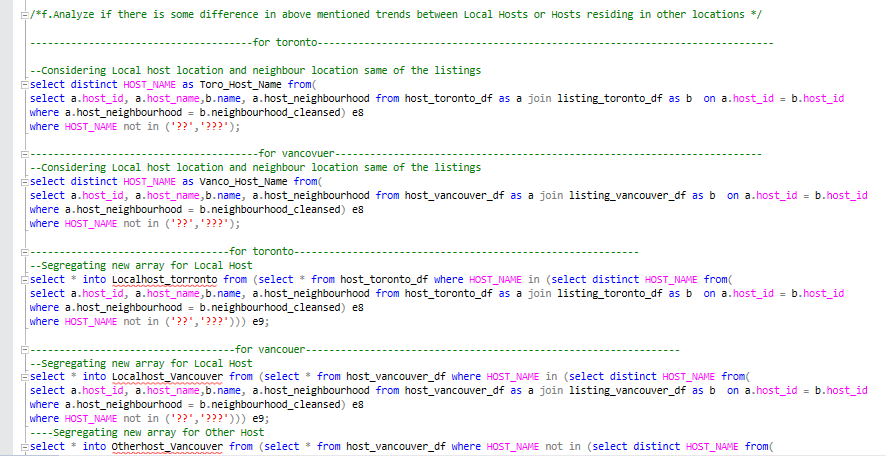 /*f.Analyze if there is some difference in above mentioned trends between Local Hosts or Hosts residing in other locations */
--------------------------------------for toronto------------------------------------------------------------------------------
--Considering Local host location and neighbour location same of the listings
select distinct HOST_NAME as Toro_Host_Name from(
select a.host_id, a.host_name,b.name, a.host_neighbourhood from host_toronto_df as a join listing_toronto_df as b  on a.host_id = b.host_id
where a.host_neighbourhood = b.neighbourhood_cleansed) e8
where HOST_NAME not in ('??','???');
---------------------------------------for vancovuer-------------------------------------------------------------------------
--Considering Local host location and neighbour location same of the listings
select distinct HOST_NAME as Vanco_Host_Name from(
select a.host_id, a.host_name,b.name, a.host_neighbourhood from host_vancouver_df as a join listing_vancouver_df as b  on a.host_id = b.host_id
where a.host_neighbourhood = b.neighbourhood_cleansed) e8
where HOST_NAME not in ('??','???');
----------------------------------for toronto-----------------------------------------------------------
--Segregating new array for Local Host
select * into Localhost_torronto from (select * from host_toronto_df where HOST_NAME in (select distinct HOST_NAME from(
select a.host_id, a.host_name,b.name, a.host_neighbourhood from host_toronto_df as a join listing_toronto_df as b  on a.host_id = b.host_id
where a.host_neighbourhood = b.neighbourhood_cleansed) e8
where HOST_NAME not in ('??','???'))) e9;
-----------------------------------for vancouer----------------------------------------------------------------
--Segregating new array for Local Host
select * into Localhost_Vancouver from (select * from host_vancouver_df where HOST_NAME in (select distinct HOST_NAME from(
select a.host_id, a.host_name,b.name, a.host_neighbourhood from host_vancouver_df as a join listing_vancouver_df as b  on a.host_id = b.host_id
where a.host_neighbourhood = b.neighbourhood_cleansed) e8
where HOST_NAME not in ('??','???'))) e9;
----Segregating new array for Other Host
select * into Otherhost_Vancouver from (select * from host_vancouver_df where HOST_NAME not in (select distinct HOST_NAME from(